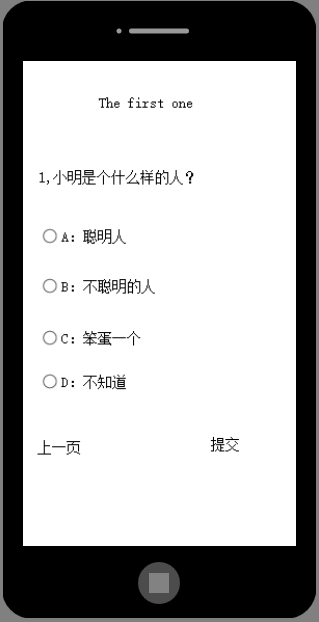 The first one
1,小明是个什么样的人?
A: 聪明人
B: 不聪明的人
C: 笨蛋一个
D: 不知道
上一页 提交